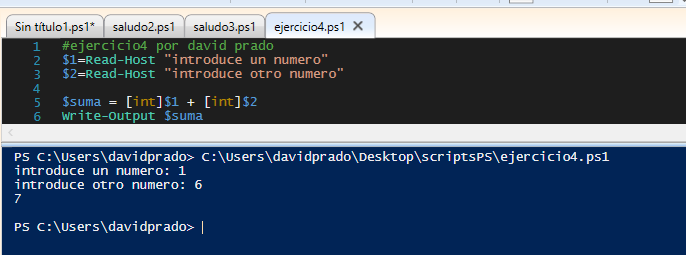 Sin título1.ps1* saludo2.ps1 saludo3.ps1 ejercicio4.ps1 X
1 #ejercicio4 por david prado
2 $1=Read-Host "introduce un numero"
3 $2=Read-Host "introduce otro numero"
4
5 $suma = [int]$1 + [int]$2
6 Write-Output $suma
PS C:\Users\davidprado> C:\Users\davidprado\Desktop\scriptsPS\ejercicio4.ps1
introduce un numero: 1
introduce otro numero: 6
7
PS C:\Users\davidprado>